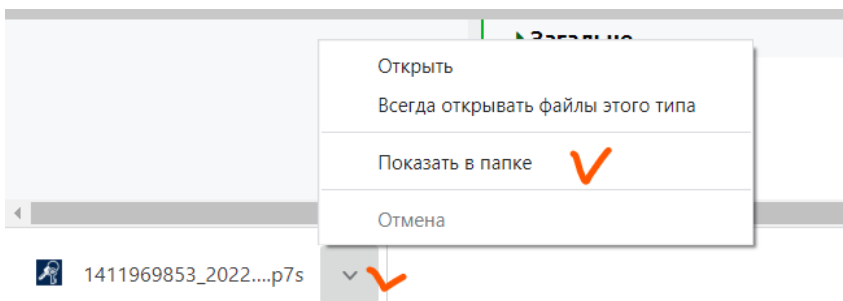 Открыть
Всегда открывать файлы этого типа
Показать в папке
Отмена
1411969853_2022....p7s